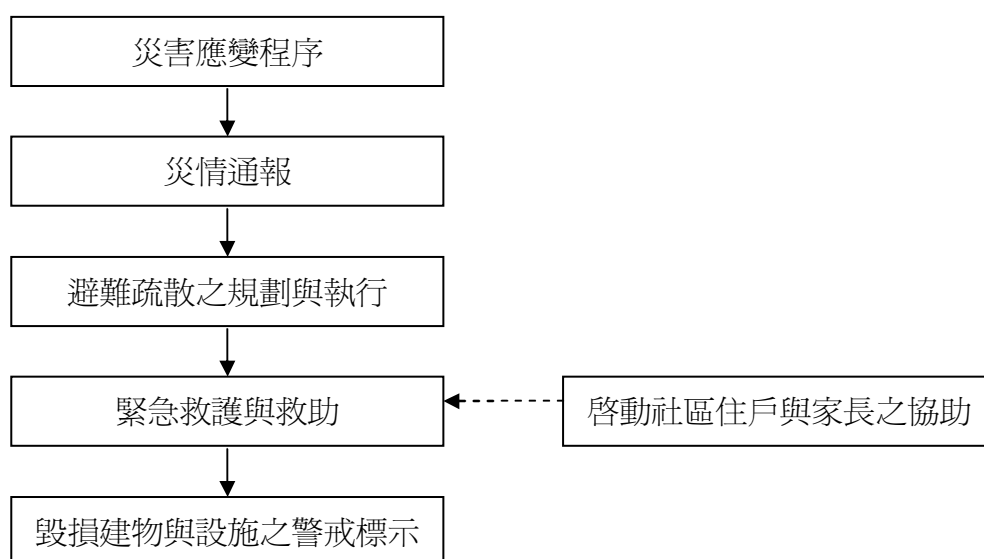 災害應變程序
災情通報
避難疏散之規劃與執行
緊急救護與救助
啓動社區住戶與家長之協助
毀損建物與設施之警戒標示